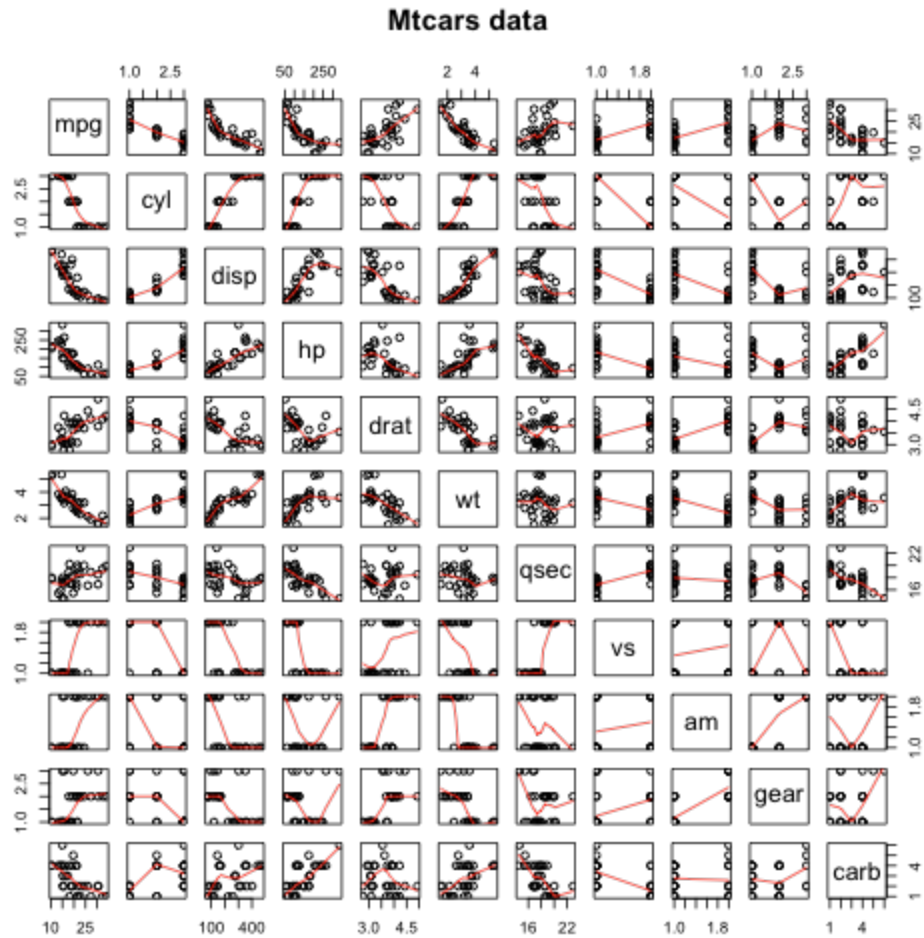 Mtcars data
1.0 2.5 50 250 2 4 1.0 1.8 1.0 2.5
mpg 10 25
1.0 2.5 cyl
disp 100
50 250 hp
drat 3.0 4.5
2 4 wt
qsec 16 22
1.0 1.8 vs
am 1.0 1.8
1.0 2.5 gear
carb 1 4
10 25 100 400 3.0 4.5 16 22 1.0 1.8 1 4